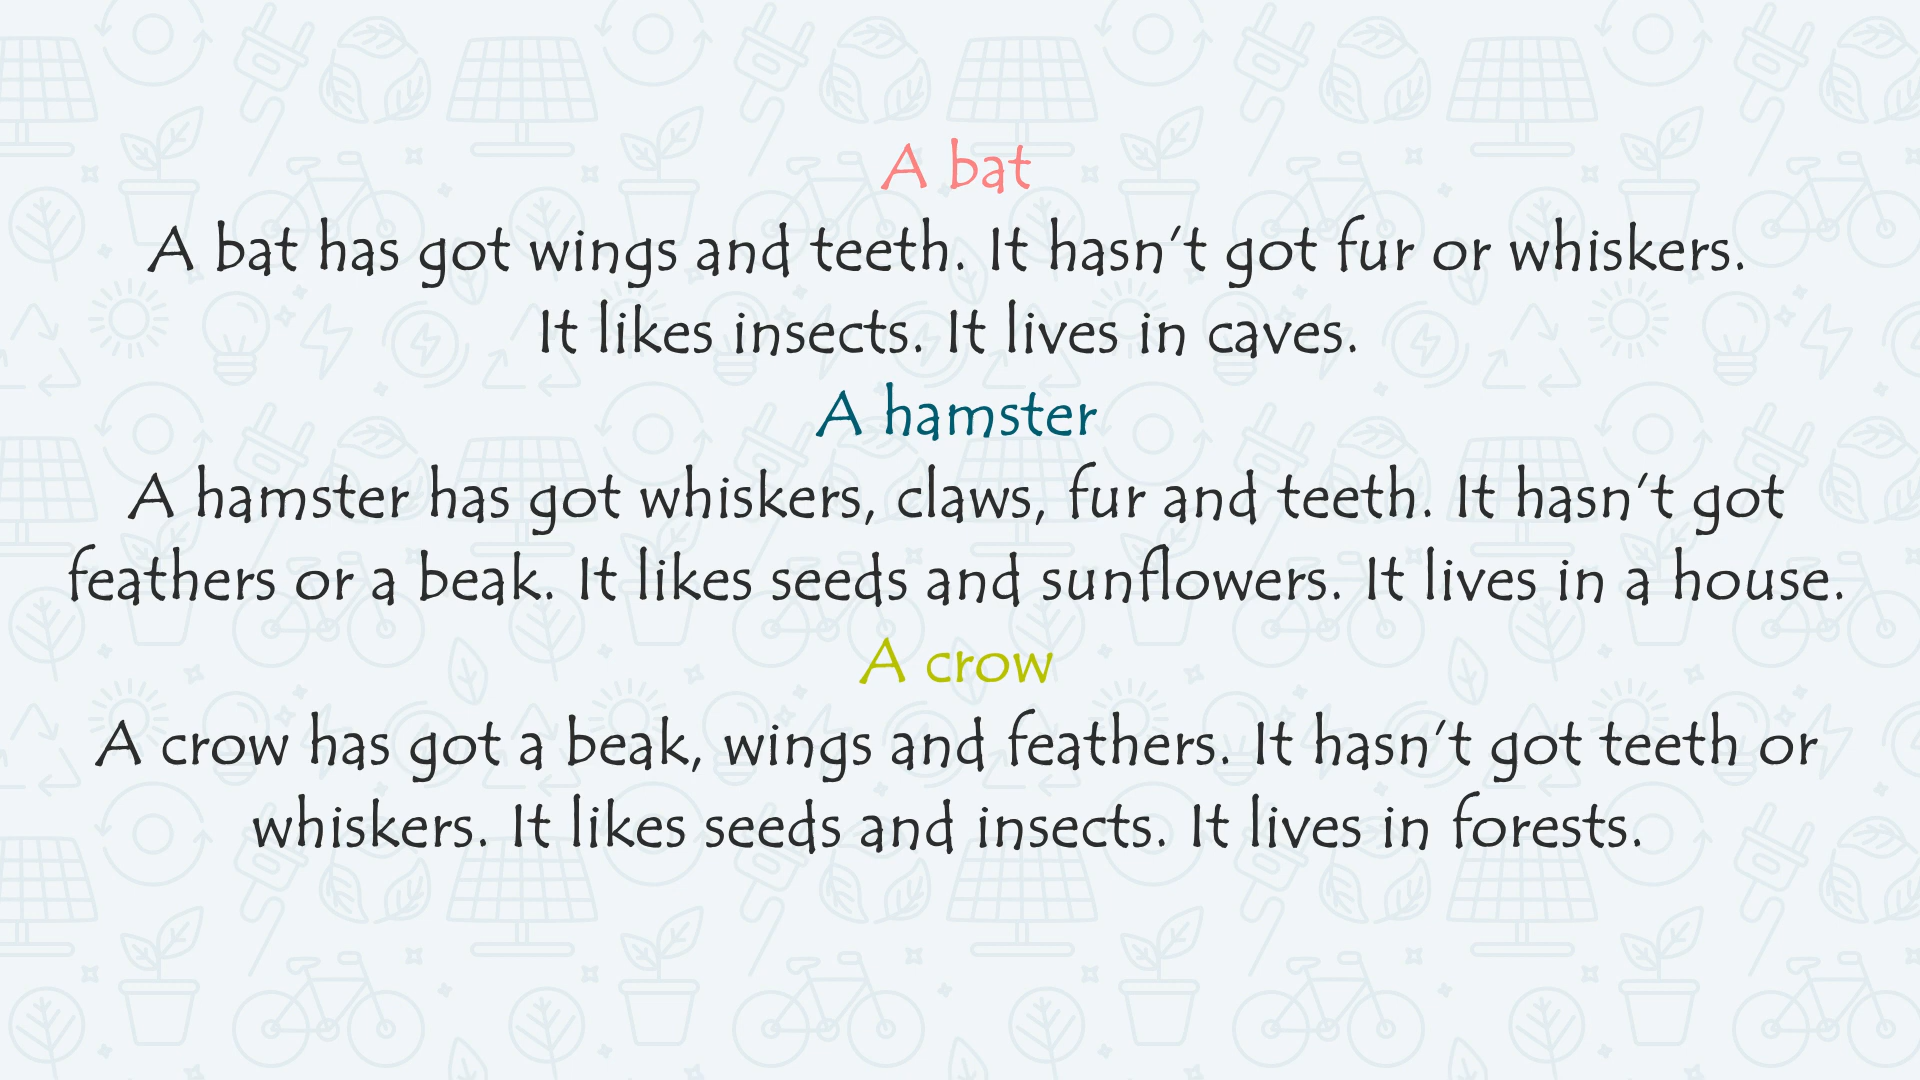 A bat
A bat has got wings and teeth. It hasn’t got fur or whiskers.
It likes insects. It lives in caves.
A hamster
A hamster has got whiskers, claws, fur and teeth. It hasn’t got
feathers or a beak. It likes seeds and sunflowers. It lives in a house.
A crow
A crow has got a beak, wings and feathers. It hasn’t got teeth or
whiskers. It likes seeds and insects. It lives in forests.